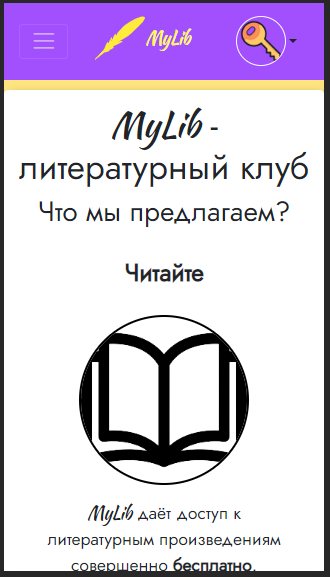 MyLib
MyLib -
литературный клуб
Что мы предлагаем?
Читайте
MyLib даёт доступ к
литературным произведениям
совершенно бесплатно.